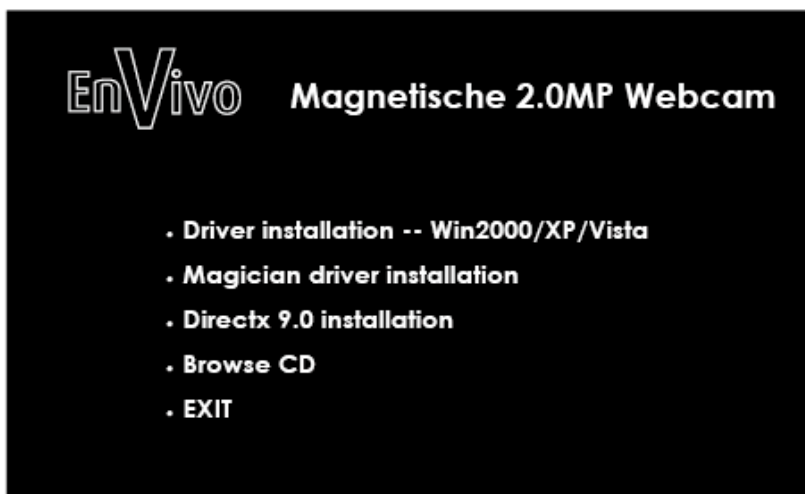 EnVivo Magnetische 2.0MP Webcam
• Driver installation -- Win2000/XP/Vista
• Magician driver installation
• Directx 9.0 installation
• Browse CD
• EXIT